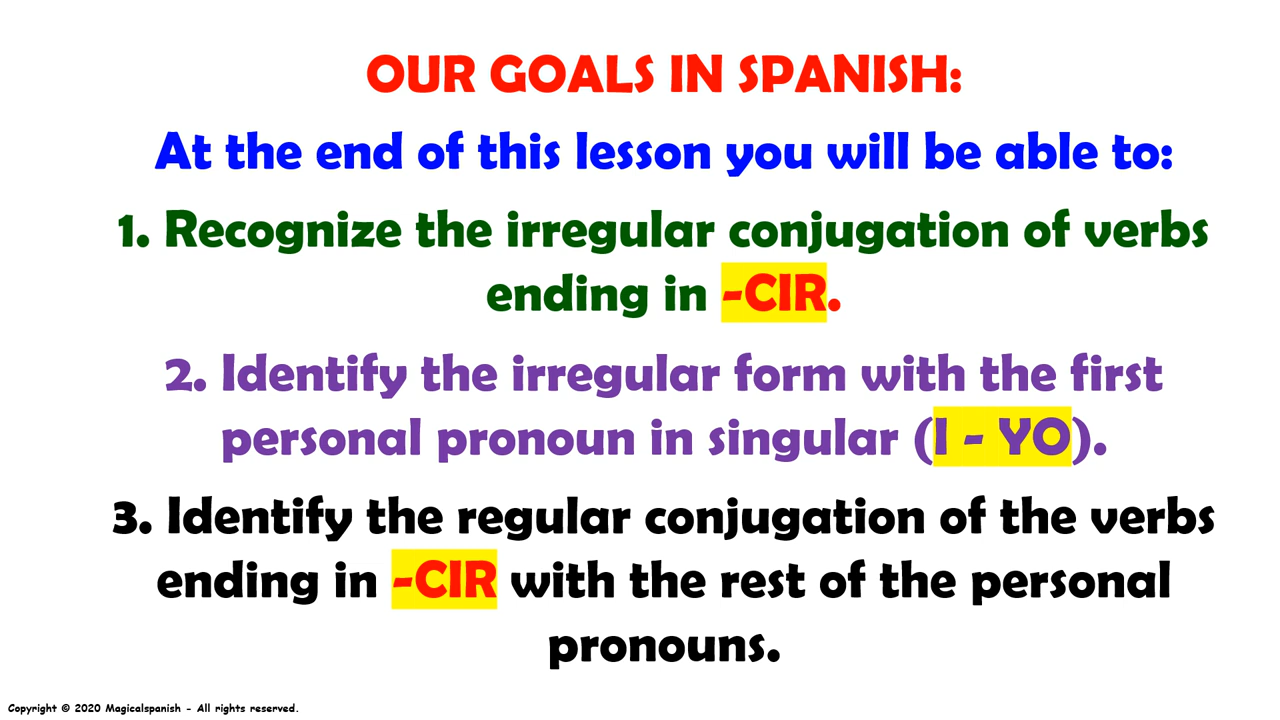 OUR GOALS IN SPANISH:
At the end of this lesson you will be able to:
1. Recognize the irregular conjugation of verbs
ending in -CIR.
2. Identify the irregular form with the first
personal pronoun in singular (I - YO).
3. Identify the regular conjugation of the verbs
ending in -CIR with the rest of the personal
pronouns.
Copyright © 2020 Magicalspanish - All rights reserved.